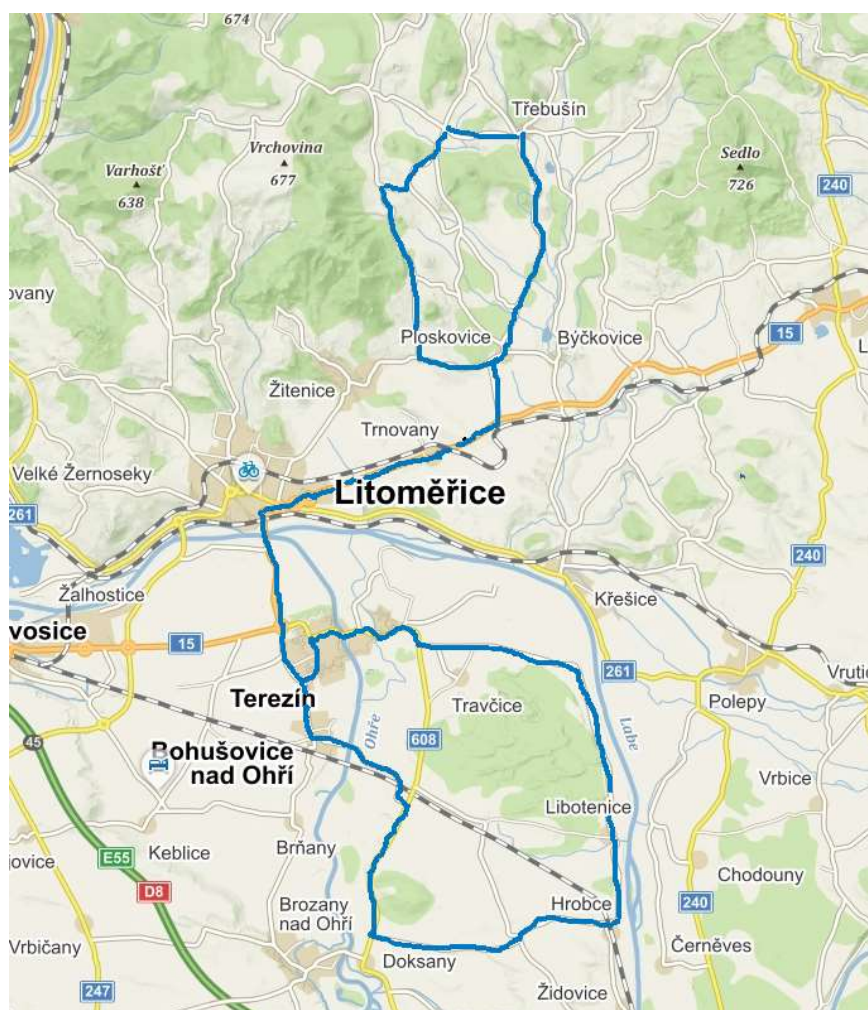 674
Třebušín
Vrchovina
677
Varhošť
638
Sedlo
726
240
ovany
Ploskovice
Býčkovice
15
L
Žitenice
Trnovany
Velké Žernoseky
Litoměřice
261
240
Žalhostice
Křešice
vosice
15
261
Vrutic
Terezín
Travčice
Polepy
Ohře
Labe
608
45
Bohušovice
nad Ohří
Vrbice
Libotenice
E55
Keblice
Brňany
jovice
Chodouny
D8
Brozany
nad Ohří
Hrobce
240
Vrbičany
Doksany
Černěves
247
Židovice